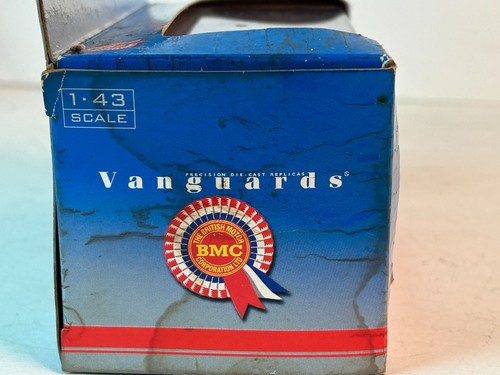 1·43
SCALE
PRECISION DIE-CAST REPLICAS
Vanguards©
THE BRITISH MOTOR
BMC
CORPORATION LTD